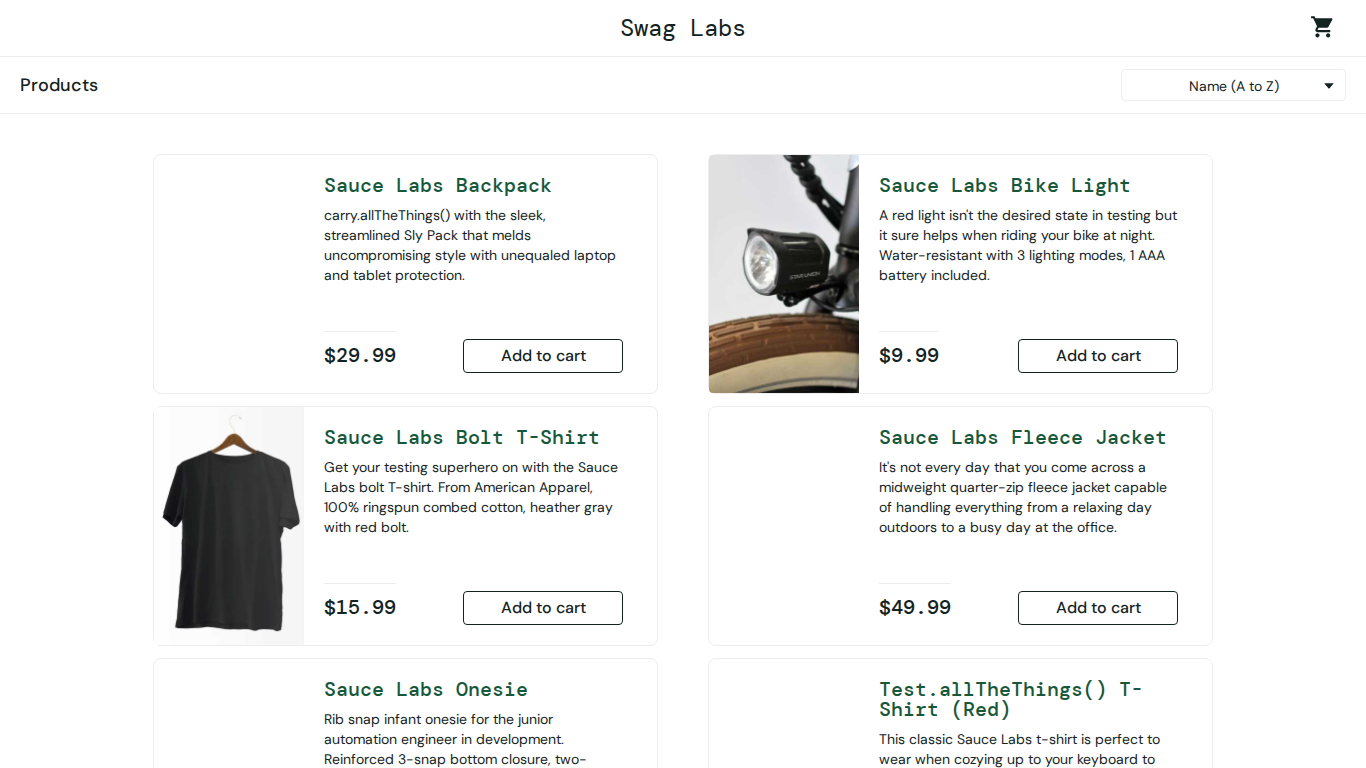 Swag Labs
Products
Name (A to Z)
Sauce Labs Backpack
carry.allTheThings() with the sleek,
streamlined Sly Pack that melds
uncompromising style with unequaled laptop
and tablet protection.
$29.99
Add to cart
Sauce Labs Bike Light
A red light isn't the desired state in testing but
it sure helps when riding your bike at night.
Water-resistant with 3 lighting modes, 1 AAA
battery included.
$9.99
Add to cart
Sauce Labs Bolt T-Shirt
Get your testing superhero on with the Sauce
Labs bolt T-shirt. From American Apparel,
100% ringspun combed cotton, heather gray
with red bolt.
$15.99
Add to cart
Sauce Labs Fleece Jacket
It's not every day that you come across a
midweight quarter-zip fleece jacket capable
of handling everything from a relaxing day
outdoors to a busy day at the office.
$49.99
Add to cart
Sauce Labs Onesie
Rib snap infant onesie for the junior
automation engineer in development.
Reinforced 3-snap bottom closure, two-
Test.allTheThings() T-
Shirt (Red)
This classic Sauce Labs t-shirt is perfect to
wear when cozying up to your keyboard to